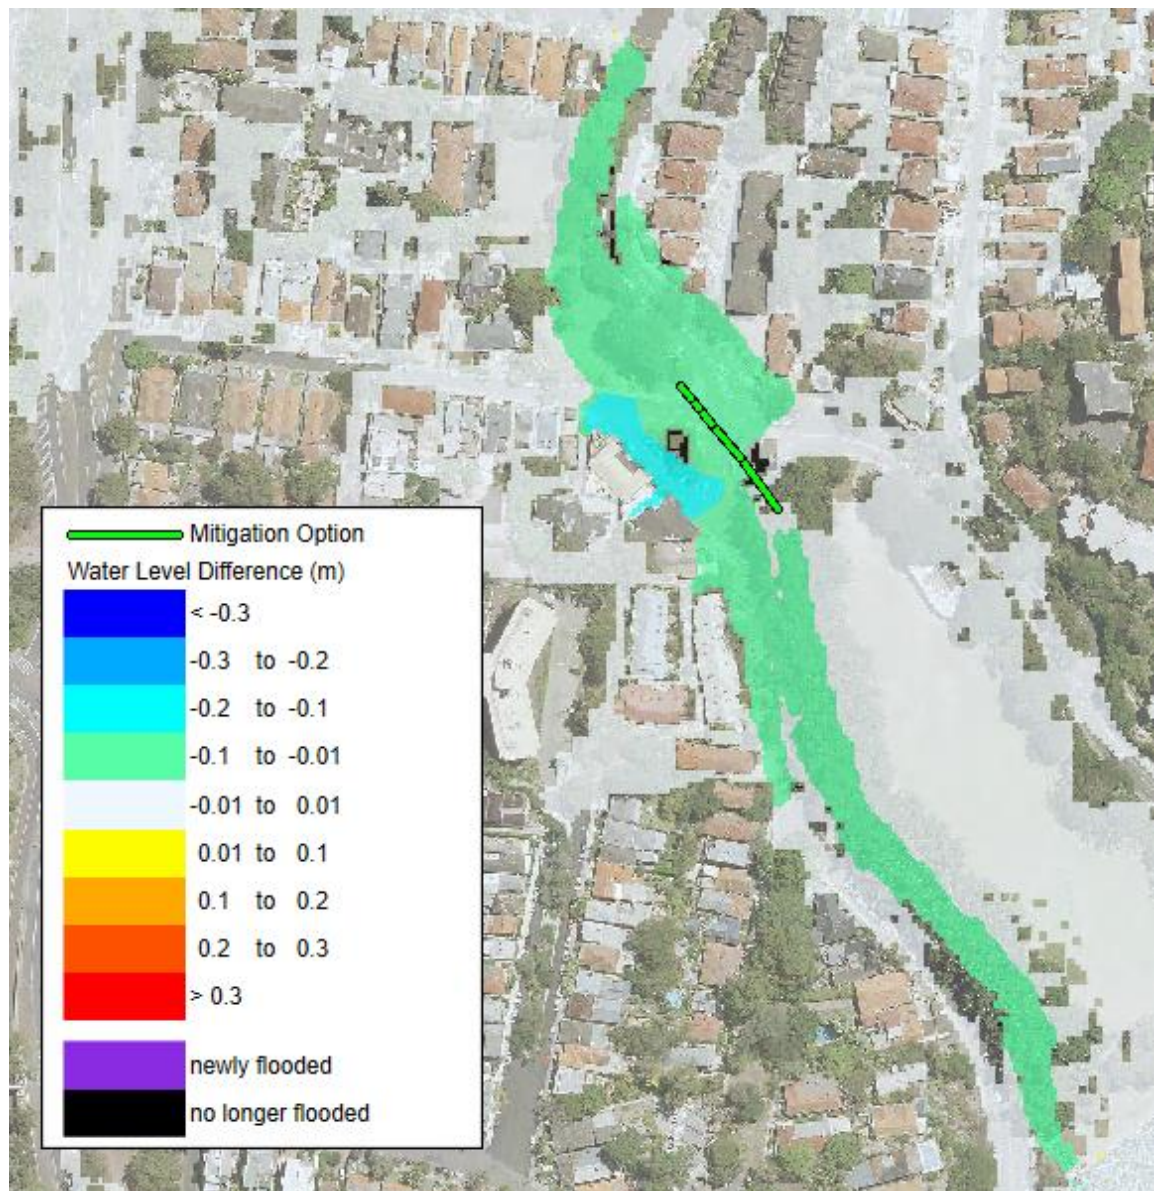 Mitigation Option
Water Level Difference (m)
< -0.3
-0.3 to -0.2
-0.2 to -0.1
-0.1 to -0.01
-0.01 to 0.01
0.01 to 0.1
0.1 to 0.2
0.2 to 0.3
> 0.3
newly flooded
no longer flooded